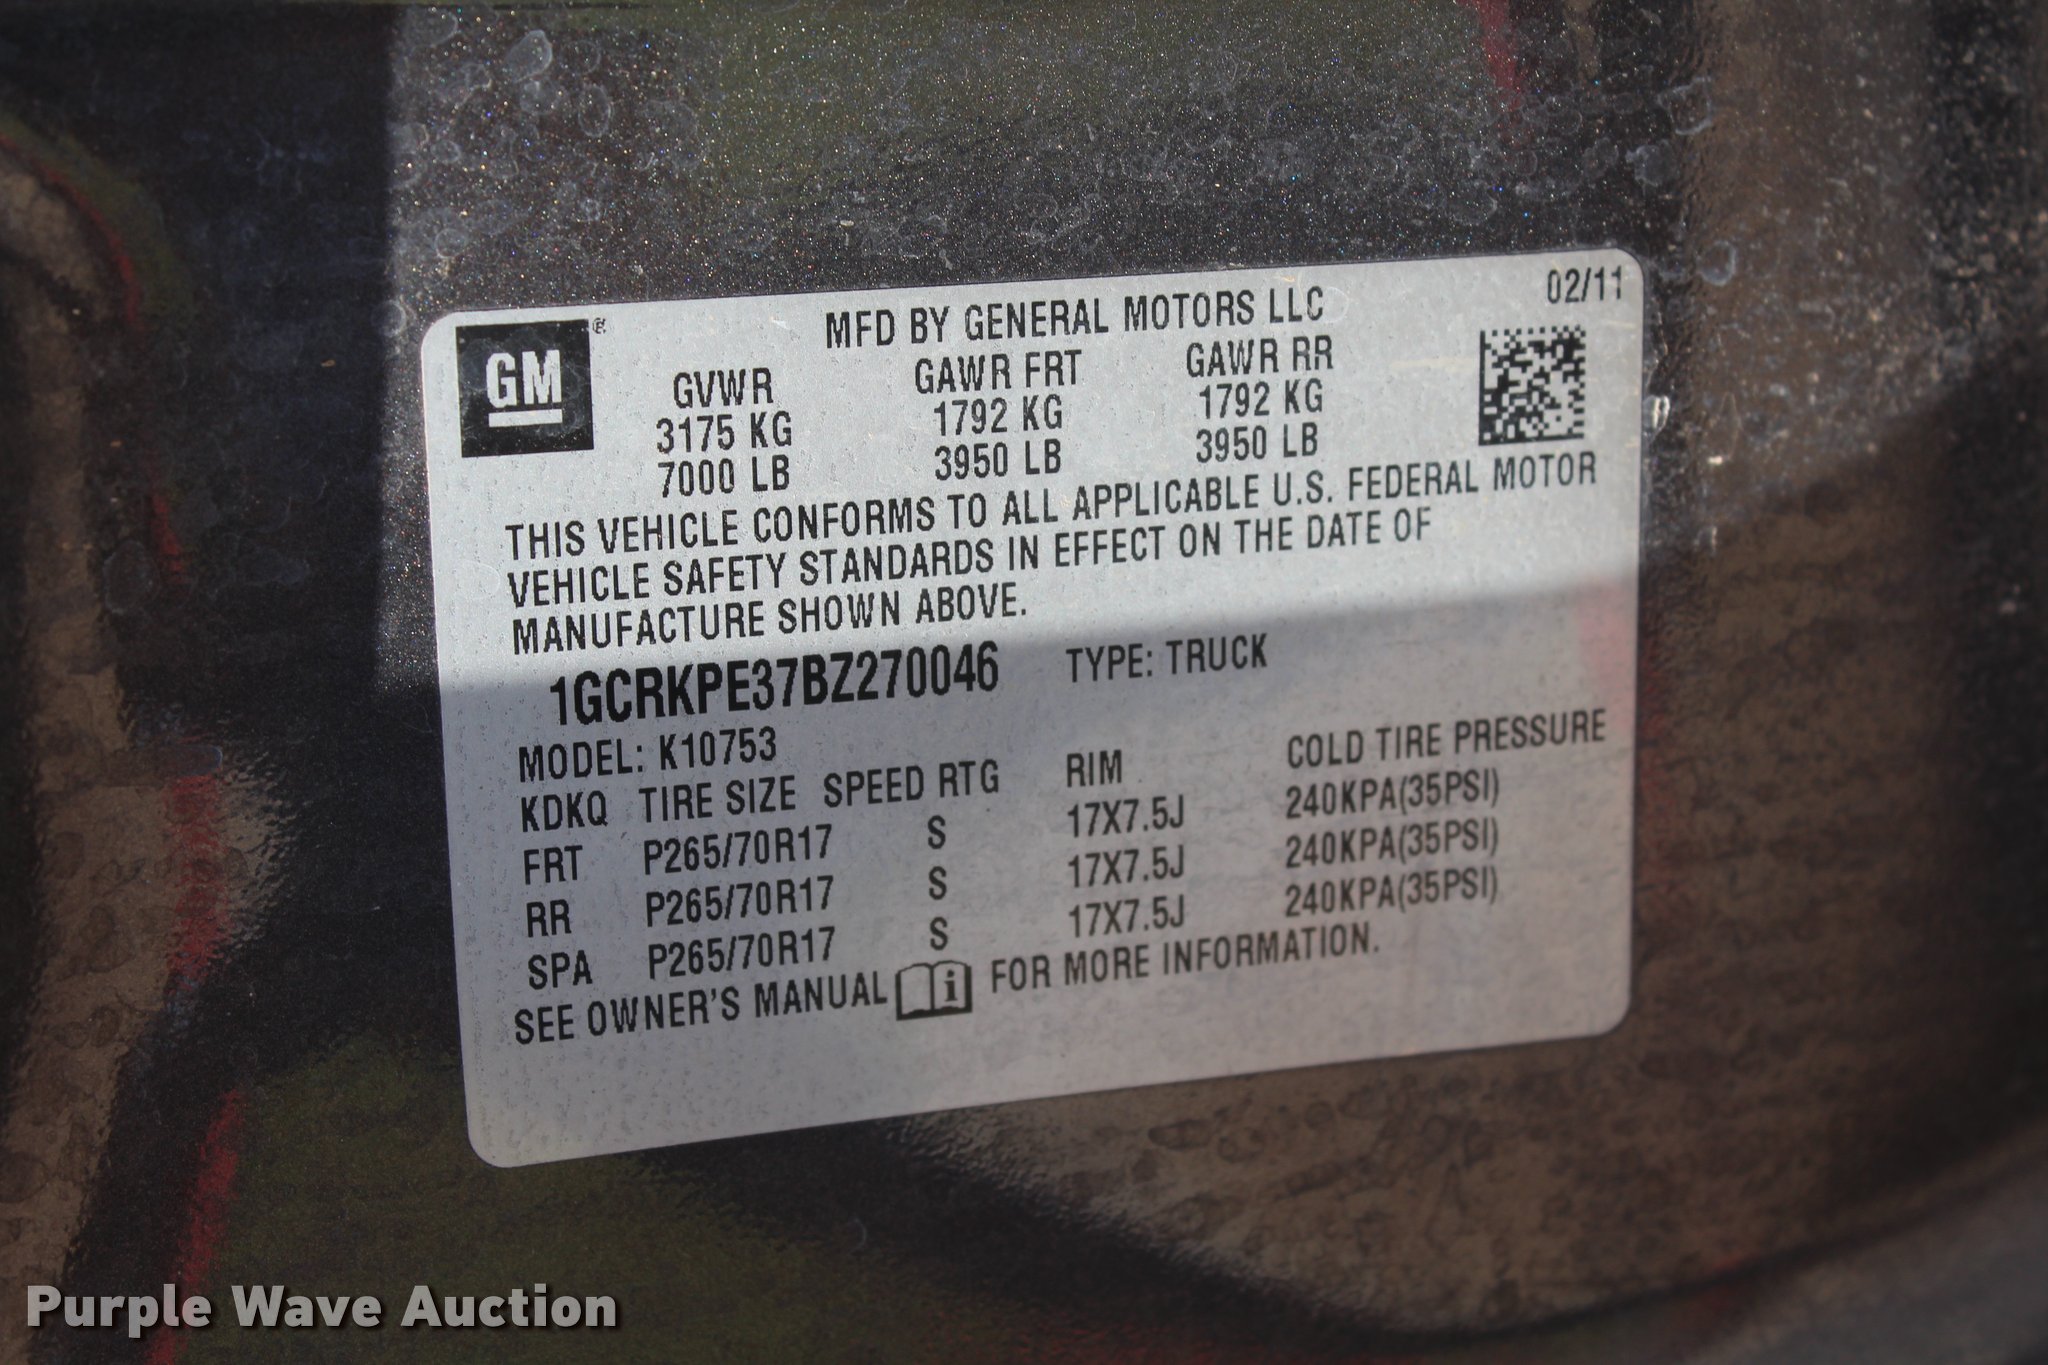 GM ®
MFD BY GENERAL MOTORS LLC
02/11
GVWR GAWR FRT GAWR RR
3175 KG 1792 KG 1792 KG
7000 LB 3950 LB 3950 LB
THIS VEHICLE CONFORMS TO ALL APPLICABLE U.S. FEDERAL MOTOR
VEHICLE SAFETY STANDARDS IN EFFECT ON THE DATE OF
MANUFACTURE SHOWN ABOVE.
1GCRKPE37BZ270046 TYPE: TRUCK
MODEL: K10753
KDKQ TIRE SIZE SPEED RTG RIM COLD TIRE PRESSURE
FRT P265/70R17 S 17X7.5J 240KPA(35PSI)
RR P265/70R17 S 17X7.5J 240KPA(35PSI)
SPA P265/70R17 S 17X7.5J 240KPA(35PSI)
SEE OWNER'S MANUAL i FOR MORE INFORMATION.
Purple Wave Auction